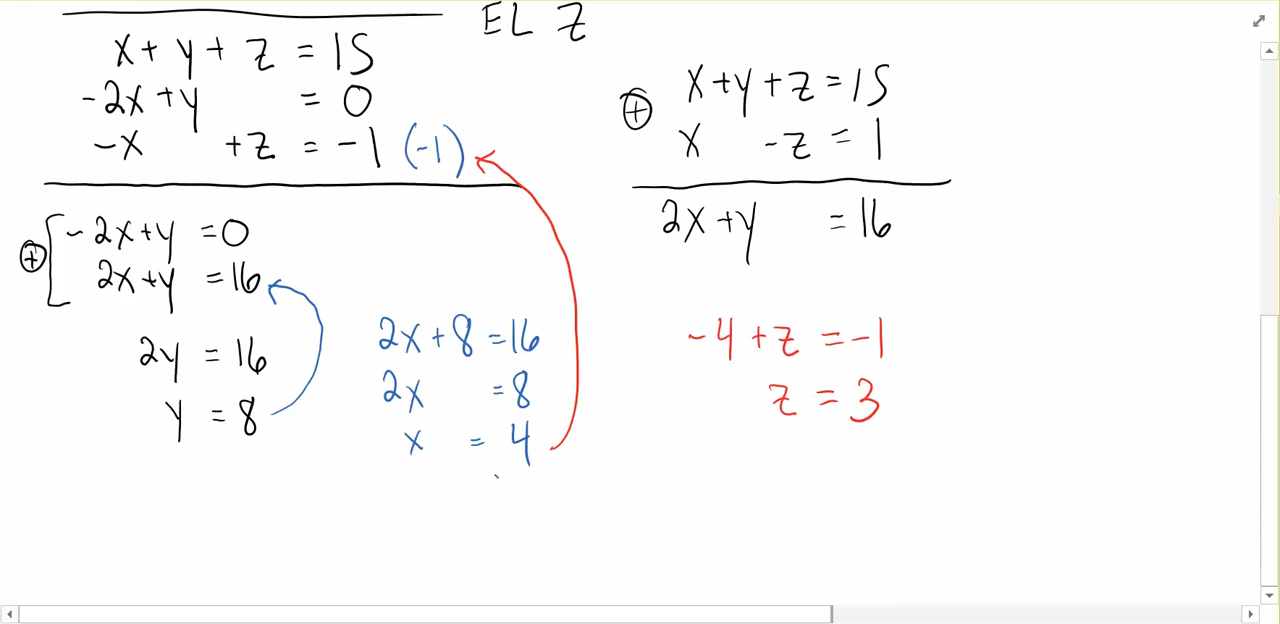 EL Z
x + y + z = 15
-2x + y = 0
-x + z = -1 (-1)
⊕ x + y + z = 15
x - z = 1
2x + y = 16
⊕ [ -2x + y = 0
2x + y = 16
2y = 16
y = 8
2x + 8 = 16
2x = 8
x = 4
-4 + z = -1
z = 3